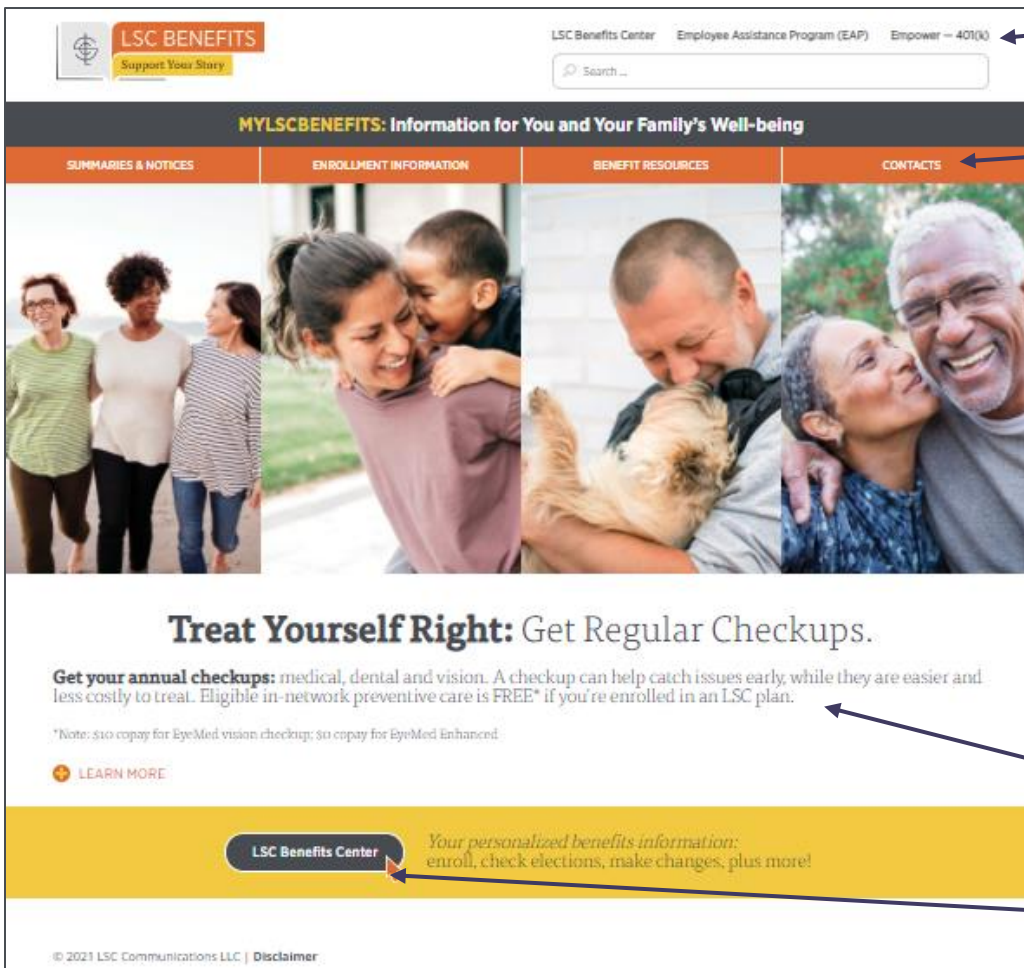 LSC BENEFITS
Support Your Story
LSC Benefits Center Employee Assistance Program (EAP) Empower — 401(k)
Search ...
MYLSCBENEFITS: Information for You and Your Family's Well-being
SUMMARIES & NOTICES ENROLLMENT INFORMATION BENEFIT RESOURCES CONTACTS
Treat Yourself Right: Get Regular Checkups.
Get your annual checkups: medical, dental and vision. A checkup can help catch issues early, while they are easier and
less costly to treat. Eligible in-network preventive care is FREE* if you're enrolled in an LSC plan.
*Note: $10 copay for EyeMed vision checkup; $0 copay for EyeMed Enhanced
LEARN MORE
LSC Benefits Center
Your personalized benefits information:
enroll, check elections, make changes, plus more!
© 2021 LSC Communications LLC | Disclaimer